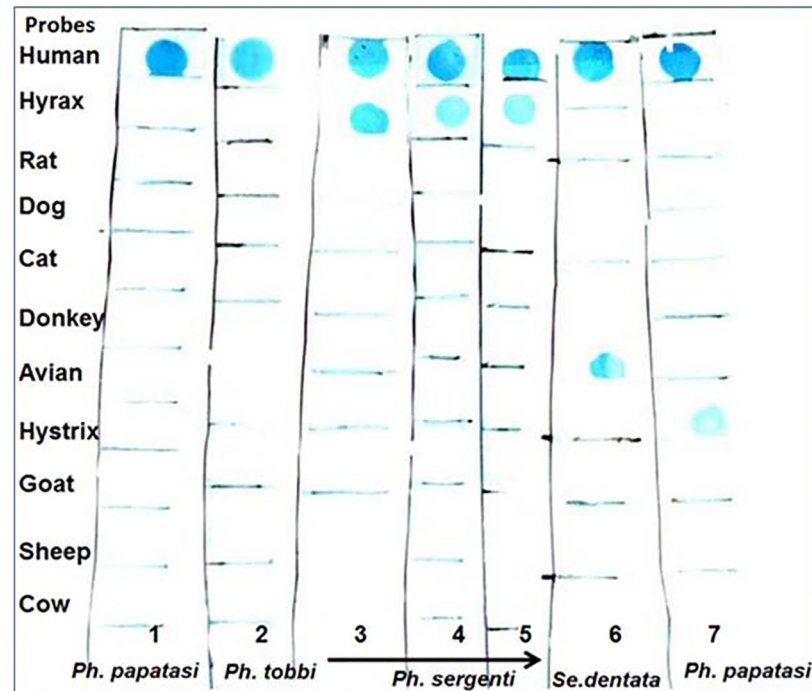 Probes
Human
Hyrax
Rat
Dog
Cat
Donkey
Avian
Hystrix
Goat
Sheep
Cow
1 2 3 4 5 6 7
Ph. papatasi Ph. tobbi Ph. sergenti Se.dentata Ph. papatasi